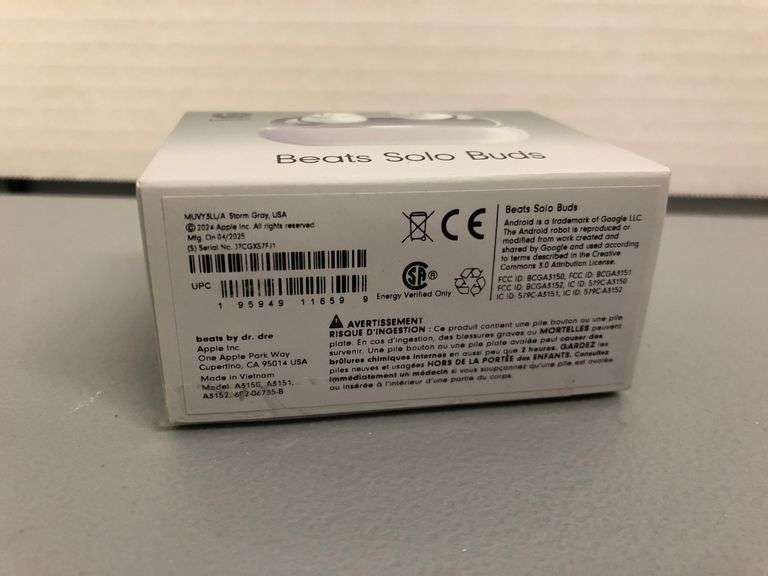 Beats Solo Buds
MUVY3LL/A Storm Gray, USA
© 2024 Apple Inc. All rights reserved
Mfg. On 04/2025
(S) Serial No. J7CGXS7FJ1
UPC
1 95949 11659 9
beats by dr. dre
Apple Inc.
One Apple Park Way
Cupertino, CA 95014 USA
Made in Vietnam
Model: A3150, A3151,
A3152. 602-06735-B
CE
SA ®
Energy Verified Only
Beats Solo Buds
Android is a trademark of Google LLC.
The Android robot is reproduced or
modified from work created and
shared by Google and used according
to terms described in the Creative
Commons 3.0 Attribution License.
FCC ID: BCGA3150, FCC ID: BCGA3151
FCC ID: BCGA3152, IC ID: 579C-A3150
IC ID: 579C-A3151, IC ID: 579C-A3152
AVERTISSEMENT
RISQUE D'INGESTION : Ce produit contient une pile bouton ou une pile
plate. En cas d'ingestion, des blessures graves ou MORTELLES peuvent
survenir. Une pile bouton ou une pile plate avalée peut causer des
brûlures chimiques internes en aussi peu que 2 heures. GARDEZ les
piles neuves et usagées HORS DE LA PORTÉE des ENFANTS. Consultez
immédiatement un médecin si vous soupçonnez qu'une pile est avalée
ou insérée à l'intérieur d'une partie du corps.